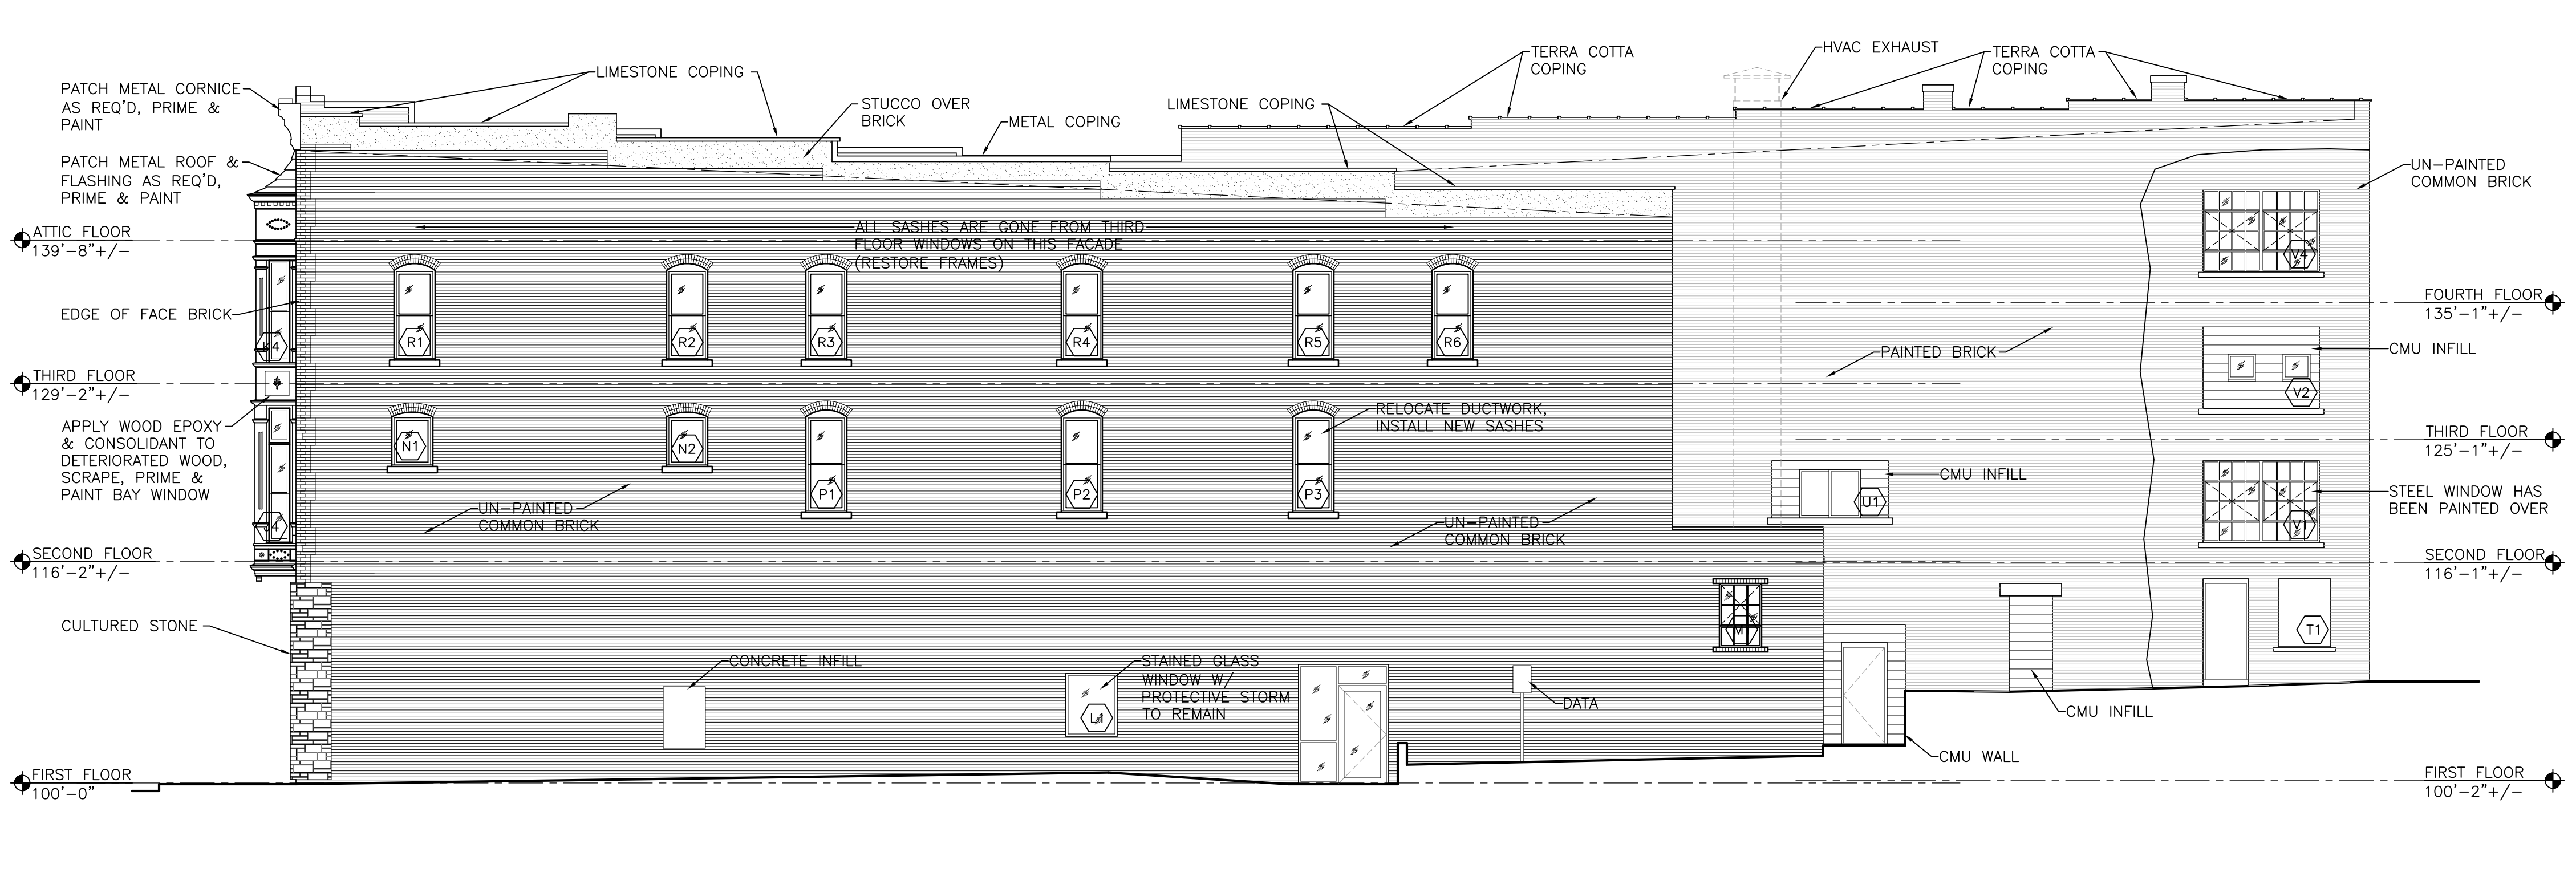 PATCH METAL CORNICE
AS REQ'D, PRIME &
PAINT
LIMESTONE COPING
STUCCO OVER
BRICK
METAL COPING
LIMESTONE COPING
TERRA COTTA
COPING
HVAC EXHAUST
TERRA COTTA
COPING
UN-PAINTED
COMMON BRICK
PATCH METAL ROOF &
FLASHING AS REQ'D,
PRIME & PAINT
ATTIC FLOOR
139'-8"+/-
ALL SASHES ARE GONE FROM THIRD
FLOOR WINDOWS ON THIS FACADE
(RESTORE FRAMES)
V4
FOURTH FLOOR
135'-1"+/-
EDGE OF FACE BRICK
R1
R2
R3
R4
R5
R6
PAINTED BRICK
CMU INFILL
V2
THIRD FLOOR
129'-2"+/-
APPLY WOOD EPOXY
& CONSOLIDANT TO
DETERIORATED WOOD,
SCRAPE, PRIME &
PAINT BAY WINDOW
N1
N2
P1
P2
P3
RELOCATE DUCTWORK,
INSTALL NEW SASHES
THIRD FLOOR
125'-1"+/-
CMU INFILL
U1
STEEL WINDOW HAS
BEEN PAINTED OVER
V1
UN-PAINTED
COMMON BRICK
UN-PAINTED
COMMON BRICK
SECOND FLOOR
116'-2"+/-
SECOND FLOOR
116'-1"+/-
CULTURED STONE
CONCRETE INFILL
STAINED GLASS
WINDOW W/
PROTECTIVE STORM
TO REMAIN
L1
DATA
M1
T1
CMU INFILL
CMU WALL
FIRST FLOOR
100'-0"
FIRST FLOOR
100'-2"+/-